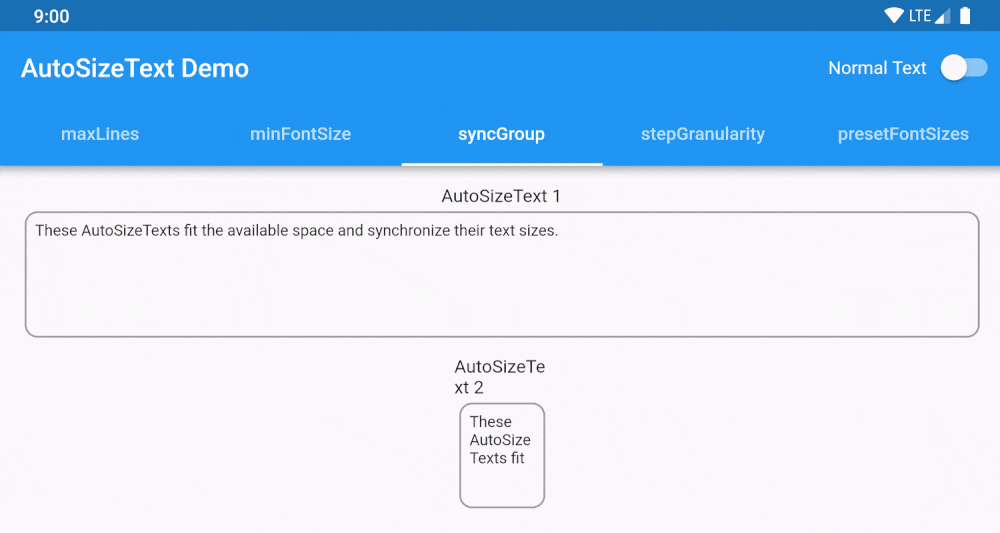 9:00 LTE
AutoSizeText Demo Normal Text
maxLines minFontSize syncGroup stepGranularity presetFontSizes
AutoSizeText 1
These AutoSizeTexts fit the available space and synchronize their text sizes.
AutoSizeTe
xt 2
These
AutoSize
Texts fit